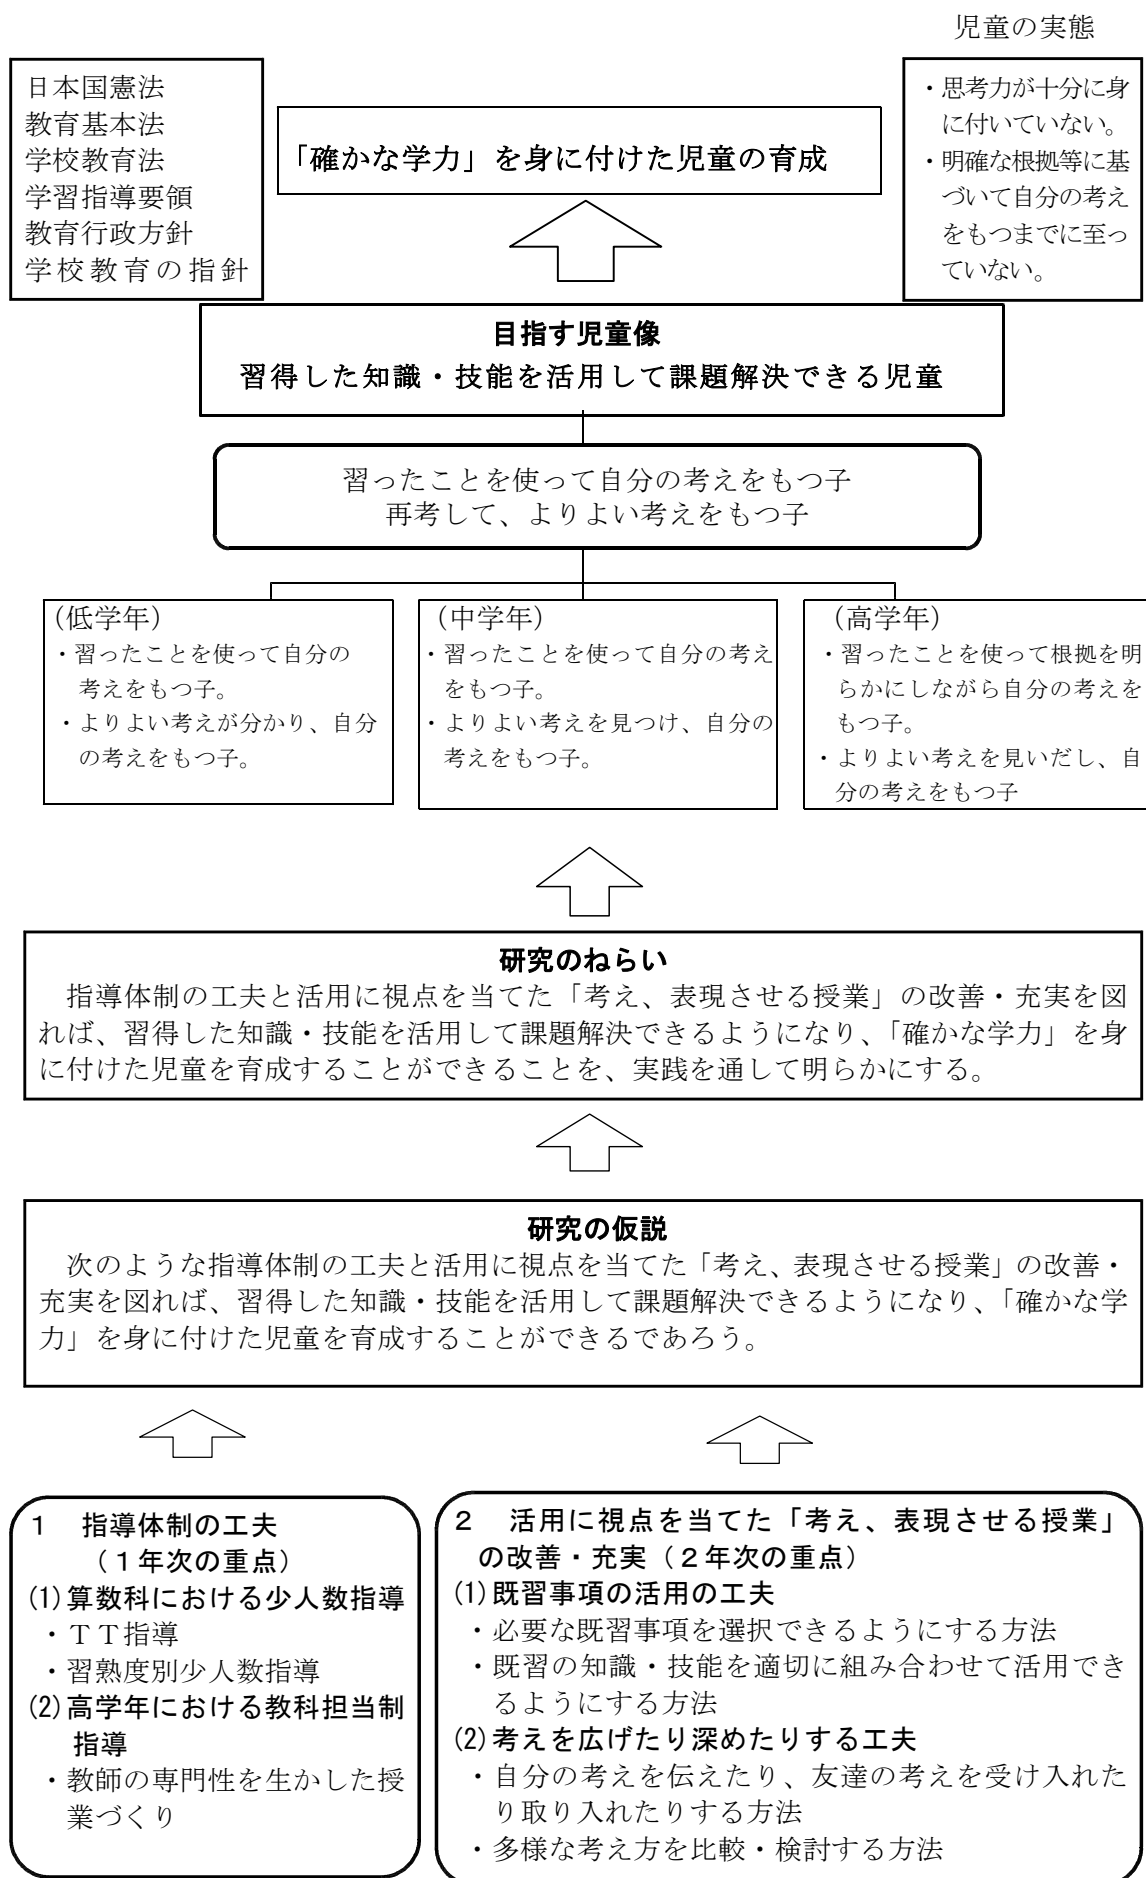 児童の実態
日本国憲法
教育基本法
学校教育法
学習指導要領
教育行政方針
学校教育の指針
「確かな学力」を身に付けた児童の育成
・思考力が十分に身
に付いていない。
・明確な根拠等に基
づいて自分の考え
をもつまでに至っ
ていない。
目指す児童像
習得した知識・技能を活用して課題解決できる児童
習ったことを使って自分の考えをもつ子
再考して、よりよい考えをもつ子
(低学年)
・習ったことを使って自分の
考えをもつ子。
・よりよい考えが分かり、自分
の考えをもつ子。
(中学年)
・習ったことを使って自分の考え
をもつ子。
・よりよい考えを見つけ、自分の
考えをもつ子。
(高学年)
・習ったことを使って根拠を明
らかにしながら自分の考えを
もつ子。
・よりよい考えを見いだし、自
分の考えをもつ子
研究のねらい
指導体制の工夫と活用に視点を当てた「考え、表現させる授業」の改善・充実を図
れば、習得した知識・技能を活用して課題解決できるようになり、「確かな学力」を身
に付けた児童を育成することができることを、実践を通して明らかにする。
研究の仮説
次のような指導体制の工夫と活用に視点を当てた「考え、表現させる授業」の改善・
充実を図れば、習得した知識・技能を活用して課題解決できるようになり、「確かな学
力」を身に付けた児童を育成することができるであろう。
1 指導体制の工夫
(1年次の重点)
(1)算数科における少人数指導
・TT指導
・習熟度別少人数指導
(2)高学年における教科担当制
指導
・教師の専門性を生かした授
業づくり
2 活用に視点を当てた「考え、表現させる授業」
の改善・充実(2年次の重点)
(1)既習事項の活用の工夫
・必要な既習事項を選択できるようにする方法
・既習の知識・技能を適切に組み合わせて活用でき
るようにする方法
(2)考えを広げたり深めたりする工夫
・自分の考えを伝えたり、友達の考えを受け入れた
り取り入れたりする方法
・多様な考え方を比較・検討する方法